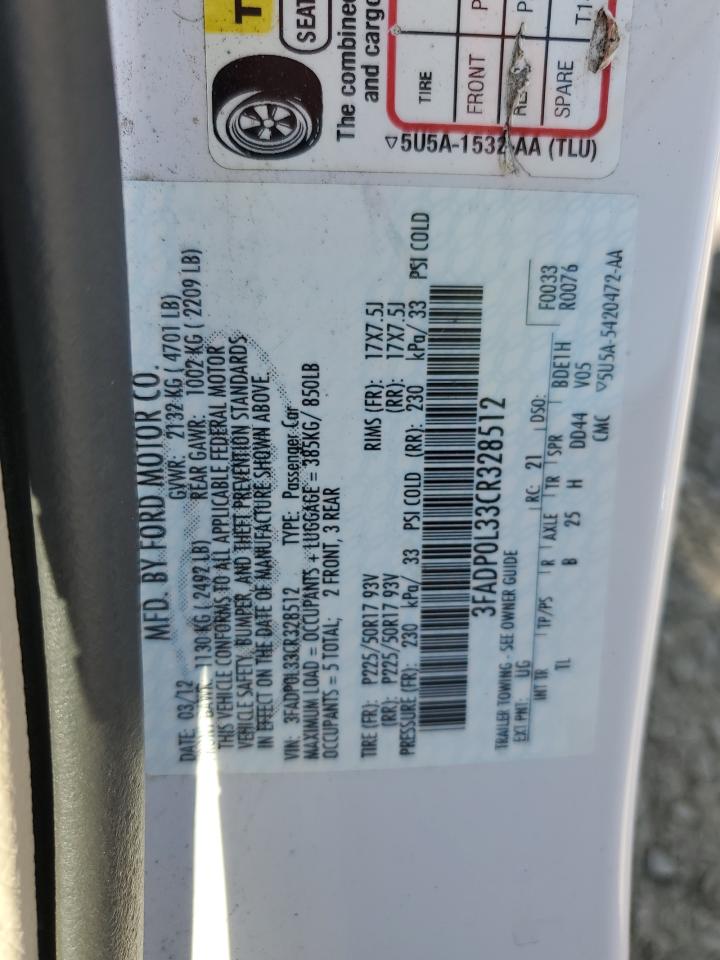 T
SEAT
The combined
and cargo
TIRE
FRONT P
P
SPARE T1
▽5U5A-1532 AA (TLU)
MFD. BY FORD MOTOR CO.
DATE: 03/12 GVWR: 2132 KG ( 4701 LB)
1130 KG ( 2492 LB) REAR GAWR: 1002 KG ( 2209 LB)
THIS VEHICLE CONFORMS TO ALL APPLICABLE FEDERAL MOTOR
VEHICLE SAFETY, BUMPER, AND THEFT PREVENTION STANDARDS
IN EFFECT ON THE DATE OF MANUFACTURE SHOWN ABOVE.
VIN: 3FADP0L33CR328512 TYPE: Passenger Car
MAXIMUM LOAD = OCCUPANTS + LUGGAGE = 385KG/ 850LB
OCCUPANTS = 5 TOTAL; 2 FRONT, 3 REAR
TIRE (FR): P225/50R17 93V RIMS (FR): 17X7.5J
(RR): P225/50R17 93V (RR): 17X7.5J
PRESSURE (FR): 230 kPa/ 33 PSI COLD (RR): 230 kPa/ 33 PSI COLD
3FADP0L33CR328512
TRAILER TOWING - SEE OWNER GUIDE
EXT PNT: UG RC: 21 DSO: F0033
R0076
INT TR TP/PS R AXLE TR SPR BDE1H
TL B 25 H DD44 V05
CMC ▽5U5A-5420472-AA